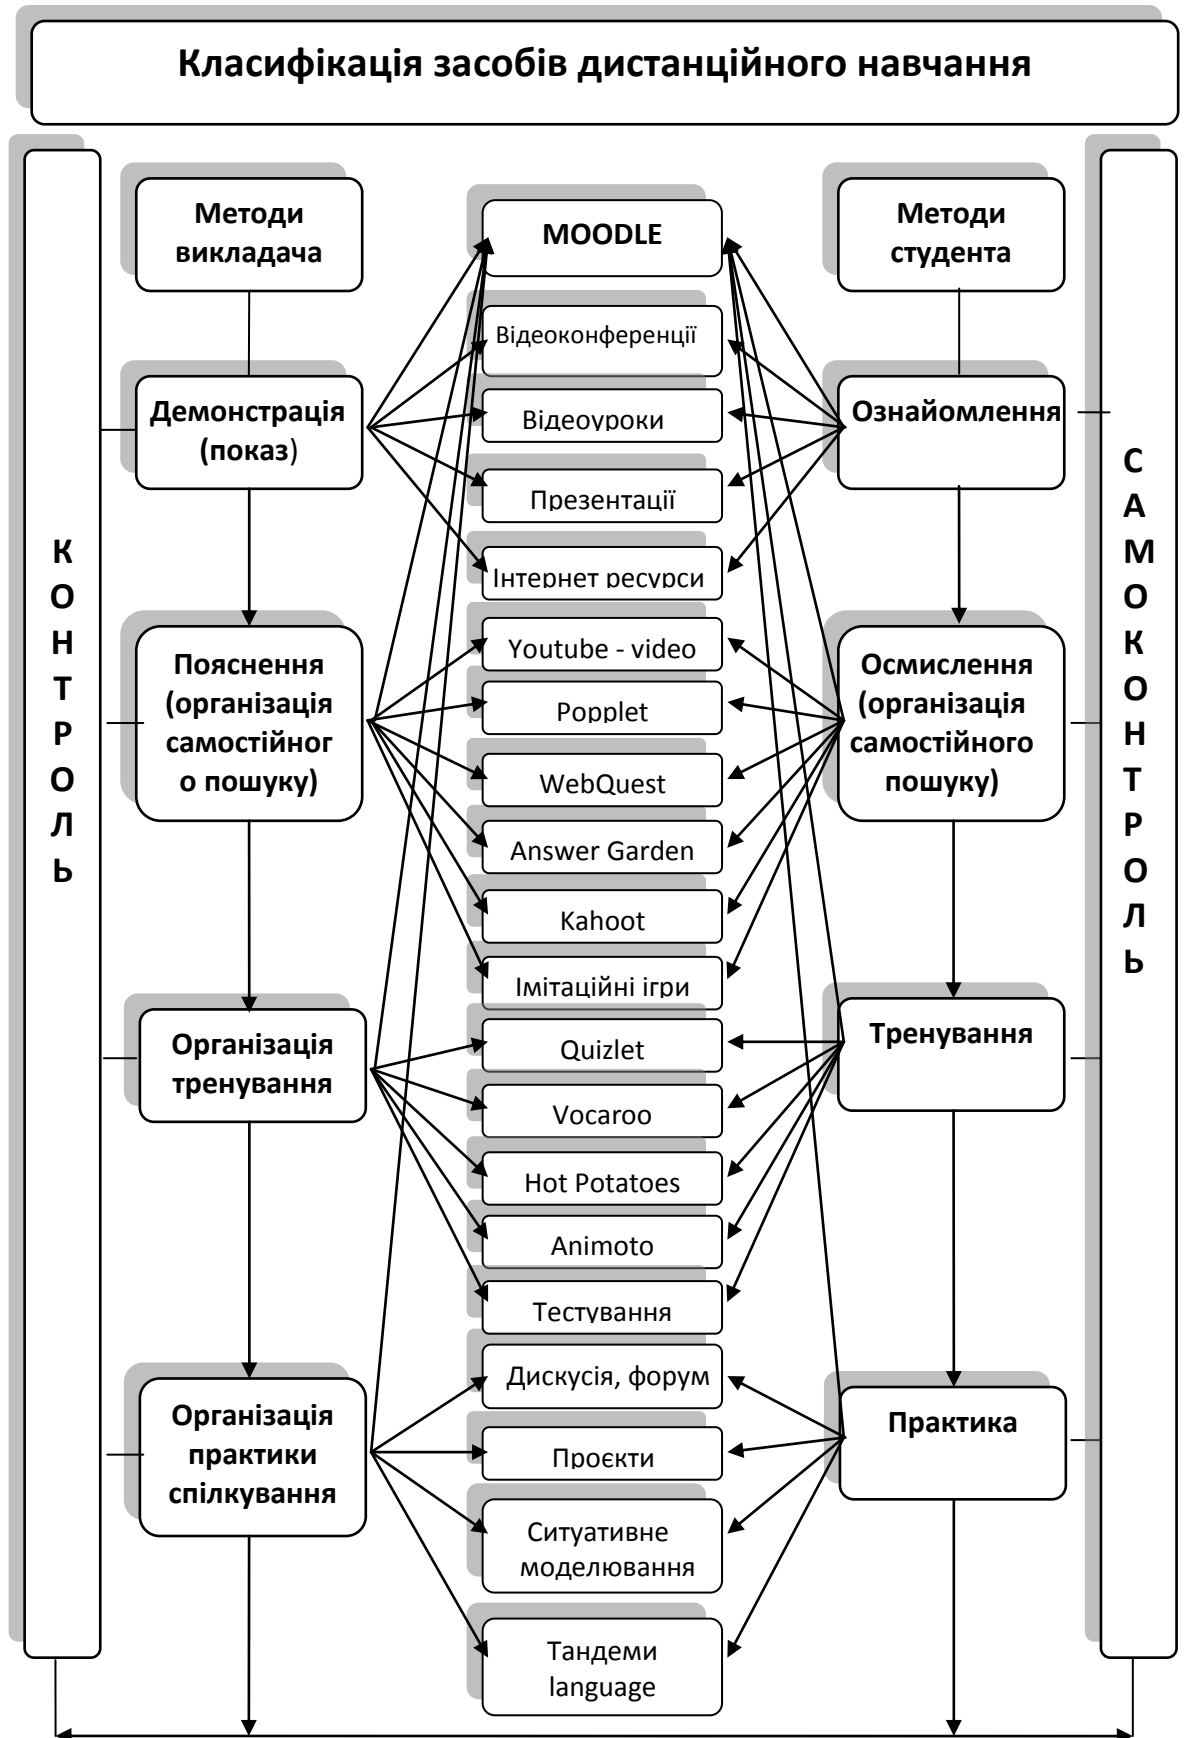 Класифікація засобів дистанційного навчання
Методи
викладача
MOODLE
Методи
студента
Відеоконференції
Демонстрація
(показ)
Відеоуроки
Ознайомлення
Презентації
Інтернет ресурси
К
О
Н
Т
Р
О
Л
Ь
С
А
М
О
К
О
Н
Т
Р
О
Л
Ь
Пояснення
(організація
самостійног
о пошуку)
Youtube - video
Popplet
WebQuest
Answer Garden
Kahoot
Імітаційні ігри
Осмислення
(організація
самостійного
пошуку)
Організація
тренування
Quizlet
Vocaroo
Hot Potatoes
Animoto
Тестування
Тренування
Організація
практики
спілкування
Дискусія, форум
Проєкти
Ситуативне
моделювання
Тандеми
language
Практика